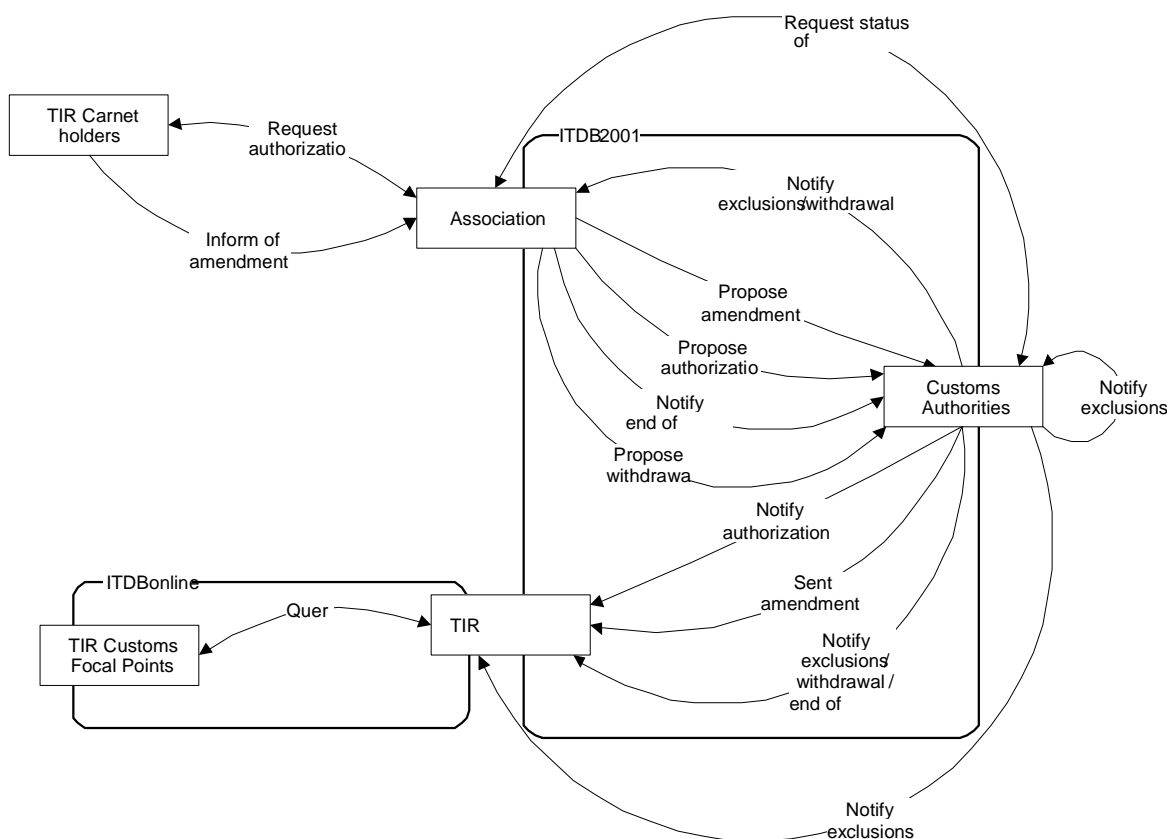 Request status
of
TIR Carnet
holders
Request
authorizatio
ITDB2001
Notify
exclusions/withdrawal
Association
Inform of
amendment
Propose
amendment
Propose
authorizatio
Customs
Authorities
Notify
exclusions
Notify
end of
Propose
withdrawa
Notify
authorization
ITDBonline
Sent
amendment
Quer
TIR
TIR Customs
Focal Points
Notify
exclusions/
withdrawal /
end of
Notify
exclusions